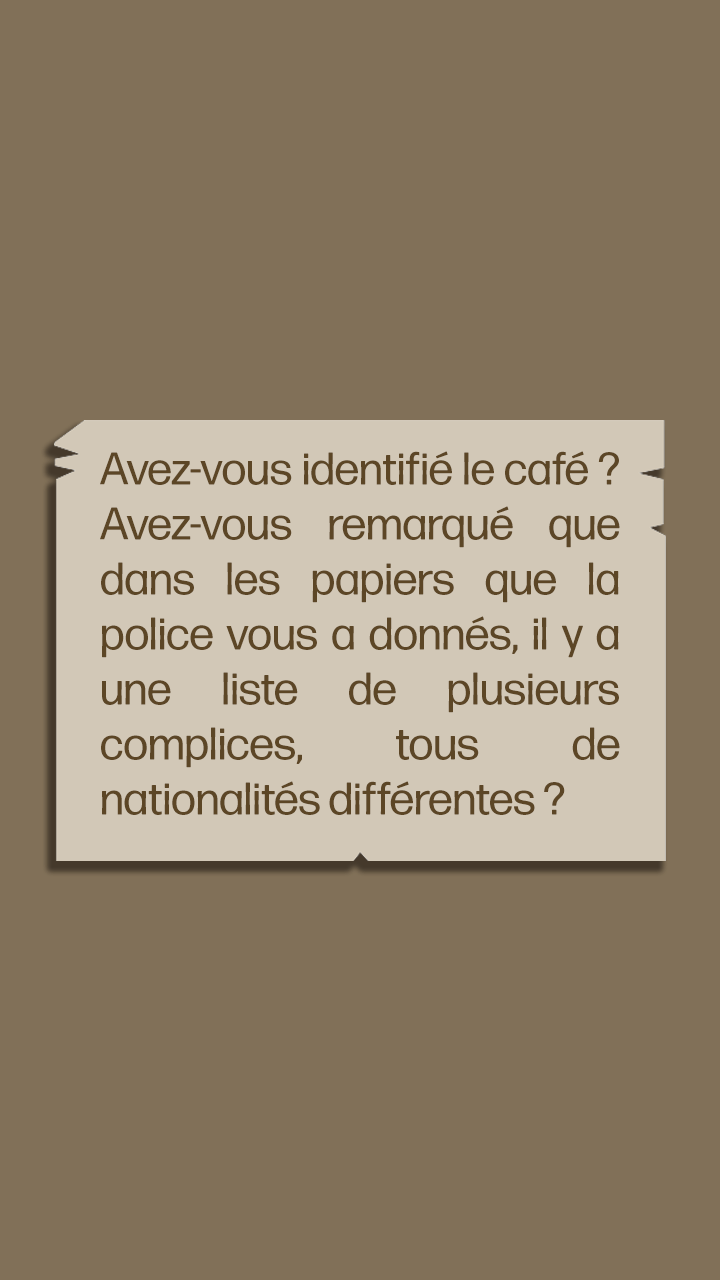 Avez-vous identifié le café ?
Avez-vous remarqué que
dans les papiers que la
police vous a donnés, il y a
une liste de plusieurs
complices, tous de
nationalités différentes ?